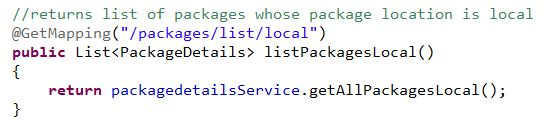 //returns list of packages whose package location is local
@GetMapping("/packages/list/local")
public List<PackageDetails> listPackagesLocal()
{
    return packagedetailsService.getAllPackagesLocal();
}